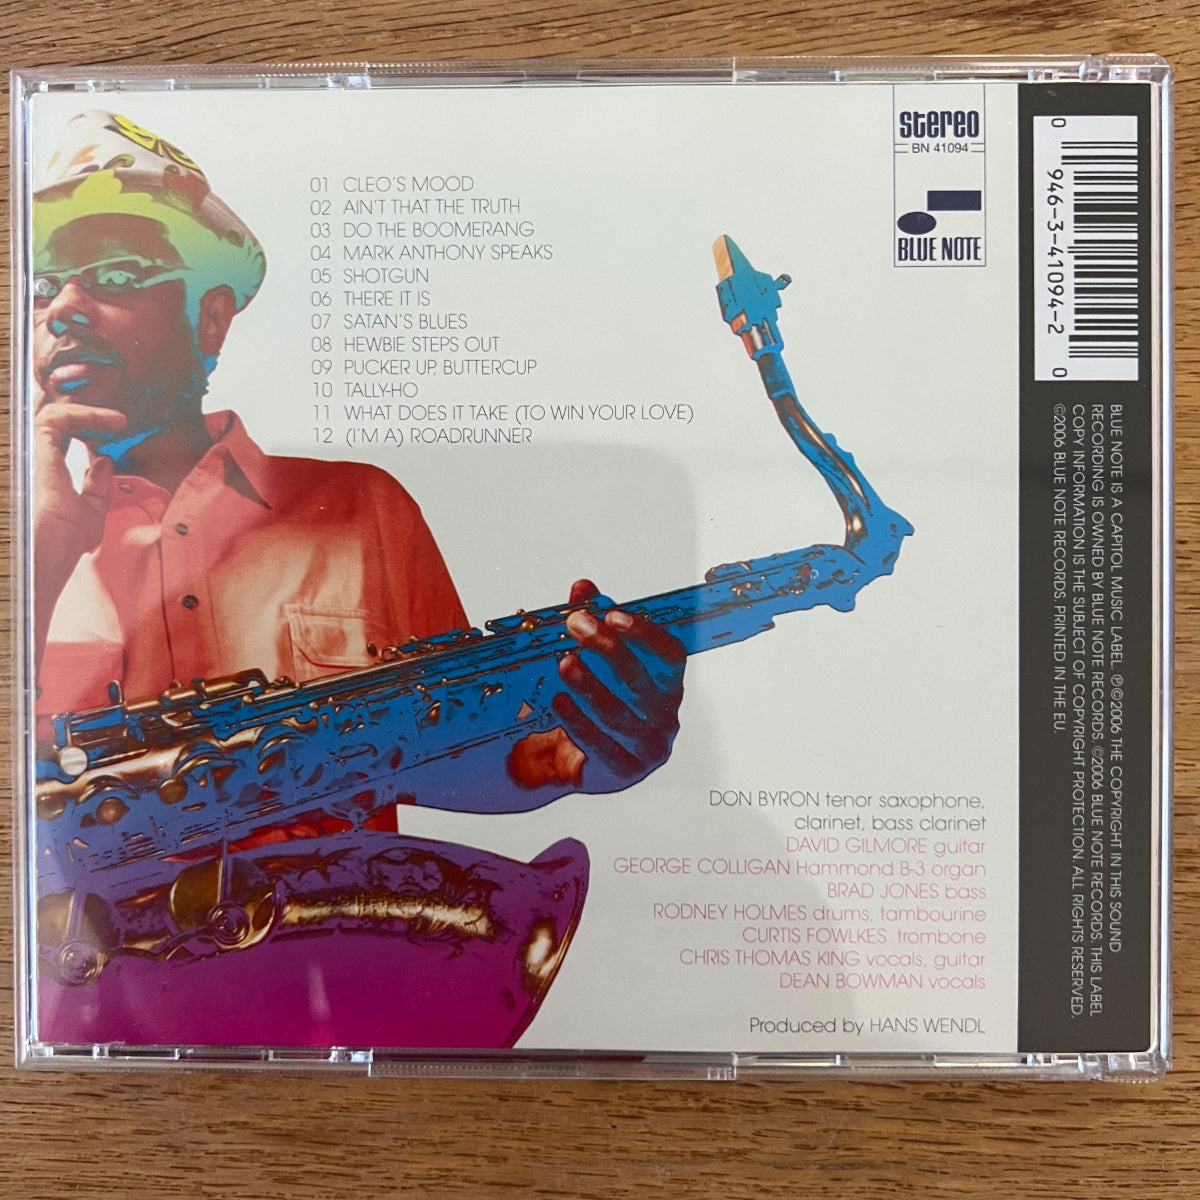 01 CLEO'S MOOD
02 AIN'T THAT THE TRUTH
03 DO THE BOOMERANG
04 MARK ANTHONY SPEAKS
05 SHOTGUN
06 THERE IT IS
07 SATAN'S BLUES
08 HEWBIE STEPS OUT
09 PUCKER UP, BUTTERCUP
10 TALLY-HO
11 WHAT DOES IT TAKE (TO WIN YOUR LOVE)
12 (I'M A) ROADRUNNER
stereo
BN 41094
BLUE NOTE
DON BYRON tenor saxophone,
clarinet, bass clarinet
DAVID GILMORE guitar
GEORGE COLLIGAN Hammond B-3 organ
BRAD JONES bass
RODNEY HOLMES drums, tambourine
CURTIS FOWLKES trombone
CHRIS THOMAS KING vocals, guitar
DEAN BOWMAN vocals
Produced by HANS WENDL
0 946-3-41094-2 0
BLUE NOTE IS A CAPITOL MUSIC LABEL. ℗©2006 THE COPYRIGHT IN THIS SOUND
RECORDING IS OWNED BY BLUE NOTE RECORDS. ©2006 BLUE NOTE RECORDS. THIS LABEL
COPY INFORMATION IS THE SUBJECT OF COPYRIGHT PROTECTION. ALL RIGHTS RESERVED.
©2006 BLUE NOTE RECORDS. PRINTED IN THE EU.